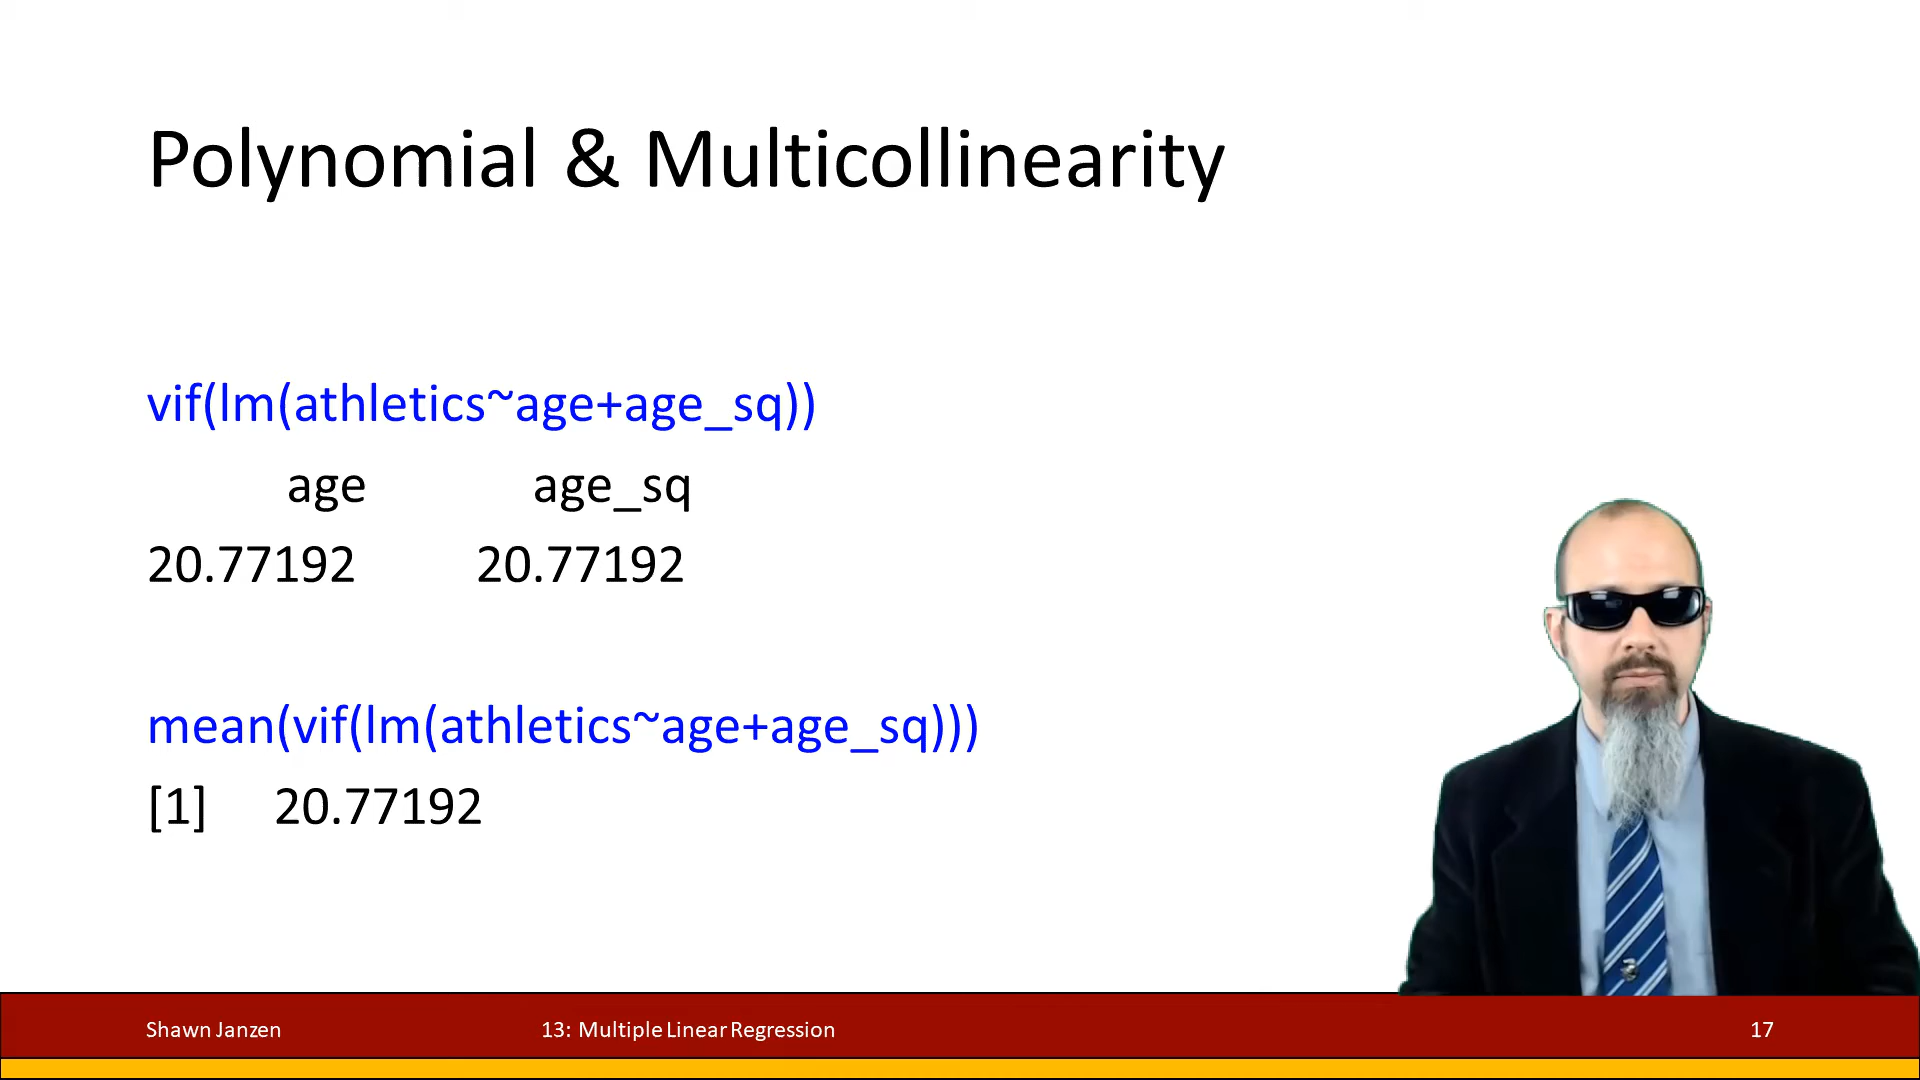 Polynomial & Multicollinearity
vif(lm(athletics~age+age_sq))
age age_sq
20.77192 20.77192
mean(vif(lm(athletics~age+age_sq)))
[1] 20.77192
Shawn Janzen 13: Multiple Linear Regression 17